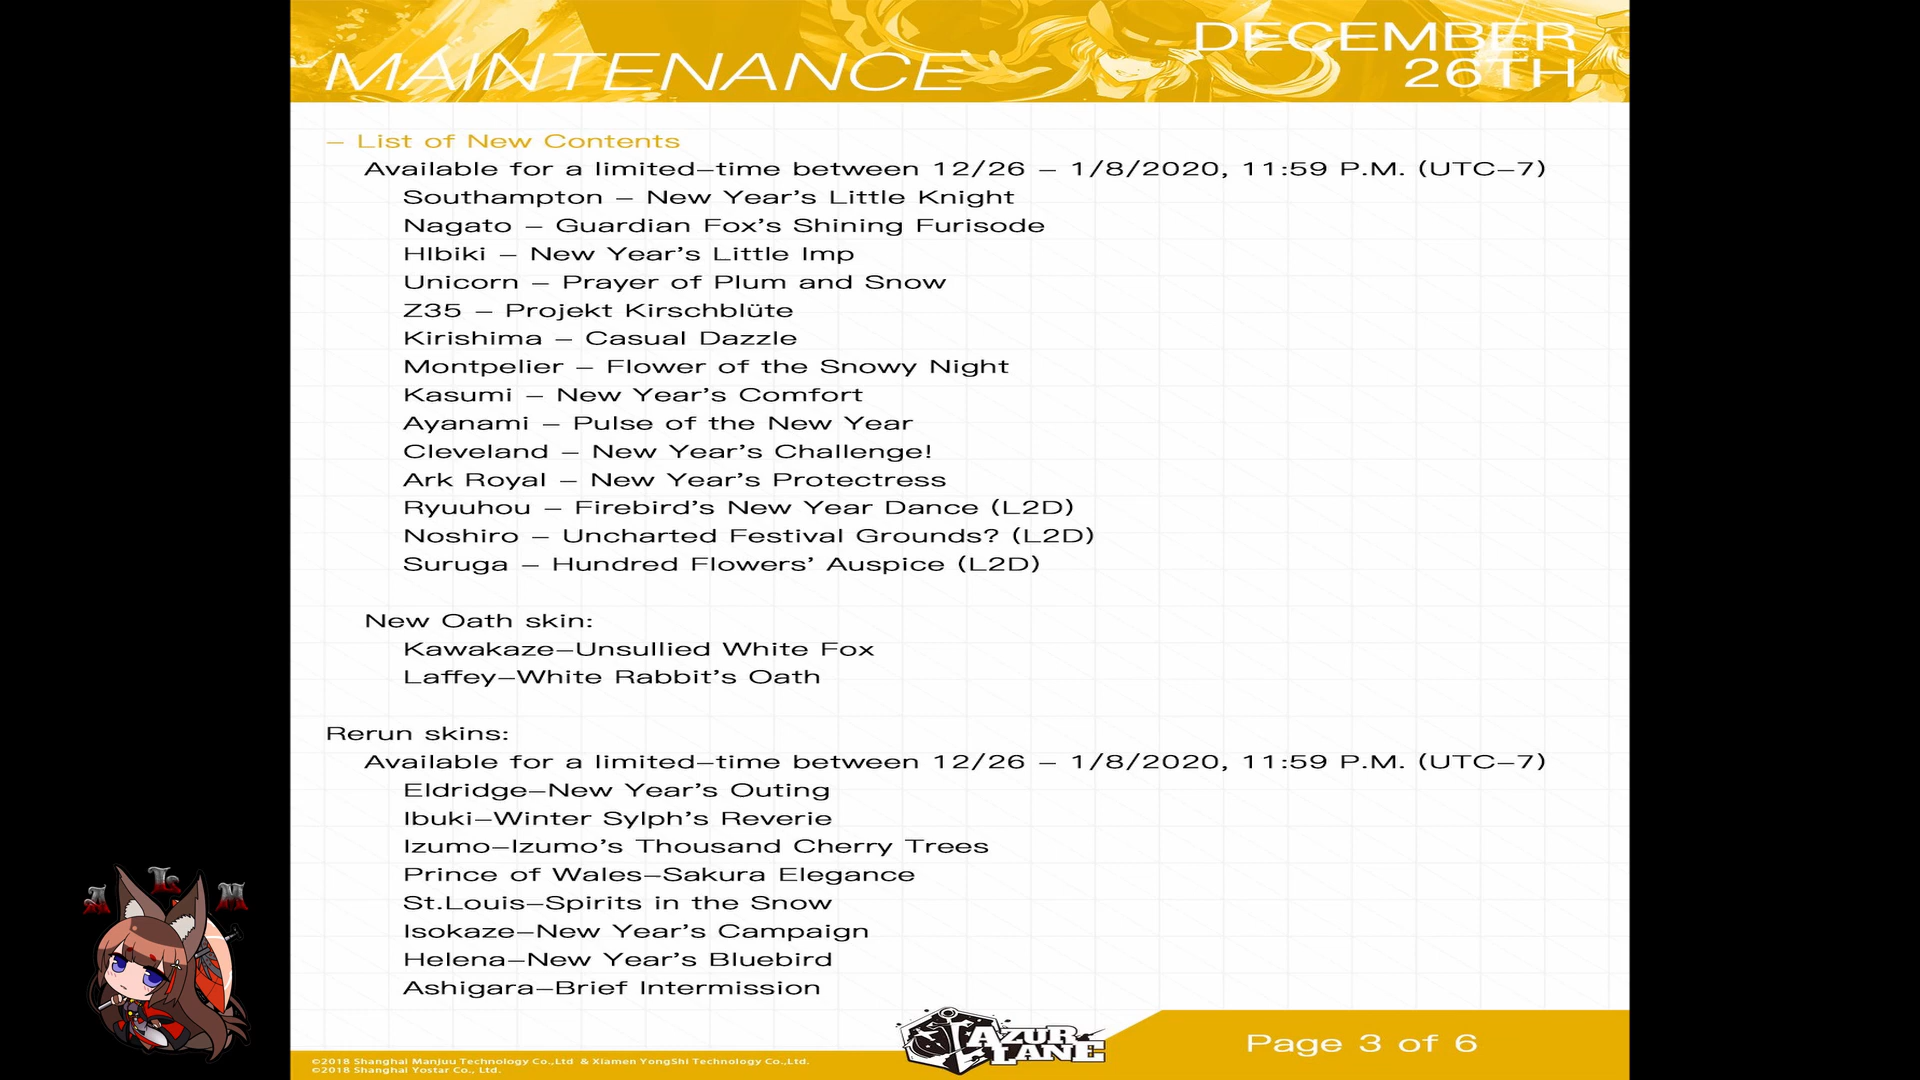 MAINTENANCE
DECEMBER
26TH
– List of New Contents
Available for a limited–time between 12/26 – 1/8/2020, 11:59 P.M. (UTC–7)
Southampton – New Year’s Little Knight
Nagato – Guardian Fox’s Shining Furisode
HIbiki – New Year’s Little Imp
Unicorn – Prayer of Plum and Snow
Z35 – Projekt Kirschblüte
Kirishima – Casual Dazzle
Montpelier – Flower of the Snowy Night
Kasumi – New Year’s Comfort
Ayanami – Pulse of the New Year
Cleveland – New Year’s Challenge!
Ark Royal – New Year’s Protectress
Ryuuhou – Firebird’s New Year Dance (L2D)
Noshiro – Uncharted Festival Grounds? (L2D)
Suruga – Hundred Flowers’ Auspice (L2D)
New Oath skin:
Kawakaze–Unsullied White Fox
Laffey–White Rabbit’s Oath
Rerun skins:
Available for a limited–time between 12/26 – 1/8/2020, 11:59 P.M. (UTC–7)
Eldridge–New Year’s Outing
Ibuki–Winter Sylph’s Reverie
Izumo–Izumo’s Thousand Cherry Trees
Prince of Wales–Sakura Elegance
St.Louis–Spirits in the Snow
Isokaze–New Year’s Campaign
Helena–New Year’s Bluebird
Ashigara–Brief Intermission
A L M
©2018 Shanghai Manjuu Technology Co.,Ltd & Xiamen YongShi Technology Co.,Ltd.
©2018 Shanghai Yostar Co., Ltd.
AZUR
LANE
Page 3 of 6